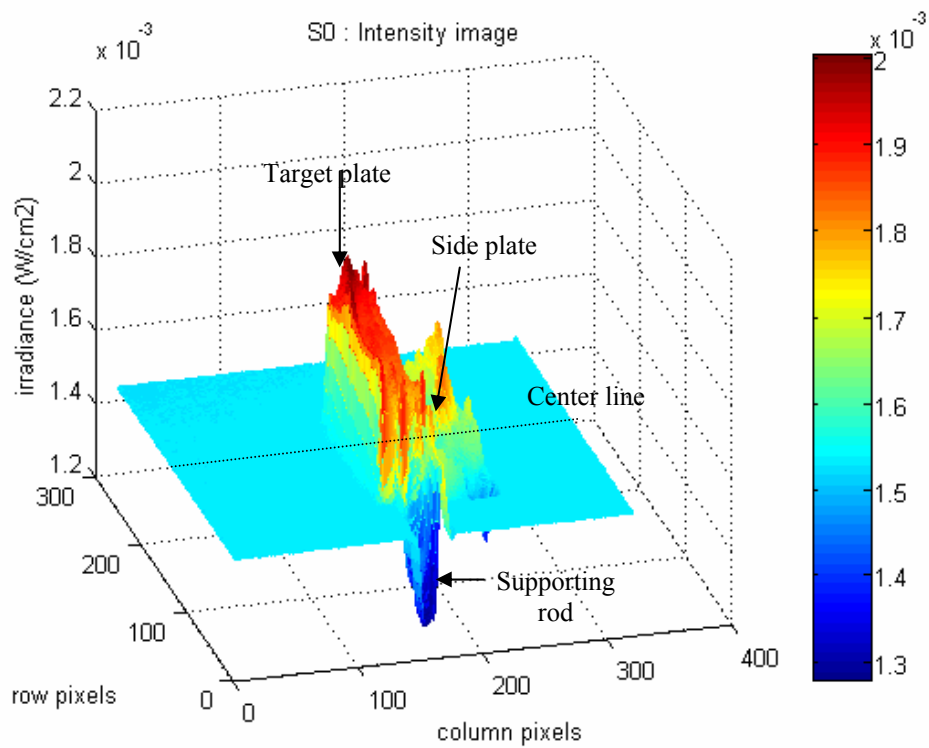 x 10⁻³
S0 : Intensity image
x 10⁻³
2.2
2
1.8
1.6
1.4
1.2
irradiance (W/cm2)
Target plate
Side plate
Center line
Supporting
rod
300
200
100
0
row pixels
0
100
200
300
400
column pixels
2
1.9
1.8
1.7
1.6
1.5
1.4
1.3